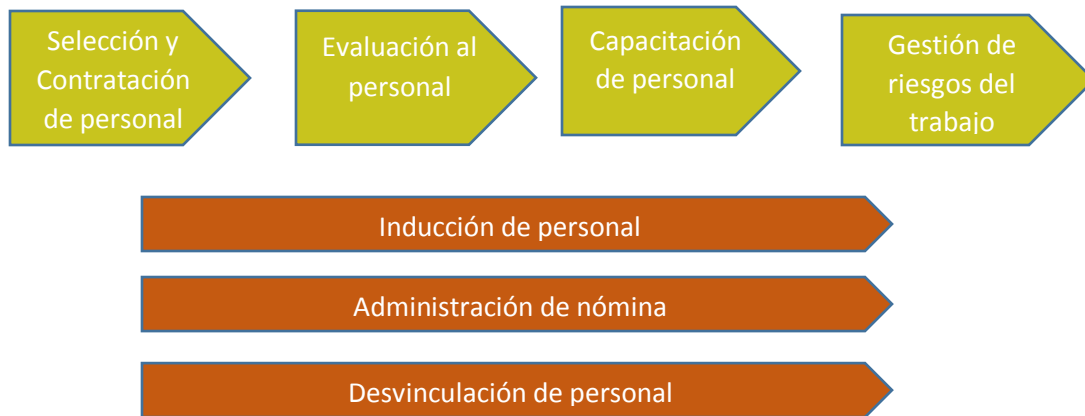 Selección y
Contratación
de personal
Evaluación al
personal
Capacitación
de personal
Gestión de
riesgos del
trabajo
Inducción de personal
Administración de nómina
Desvinculación de personal